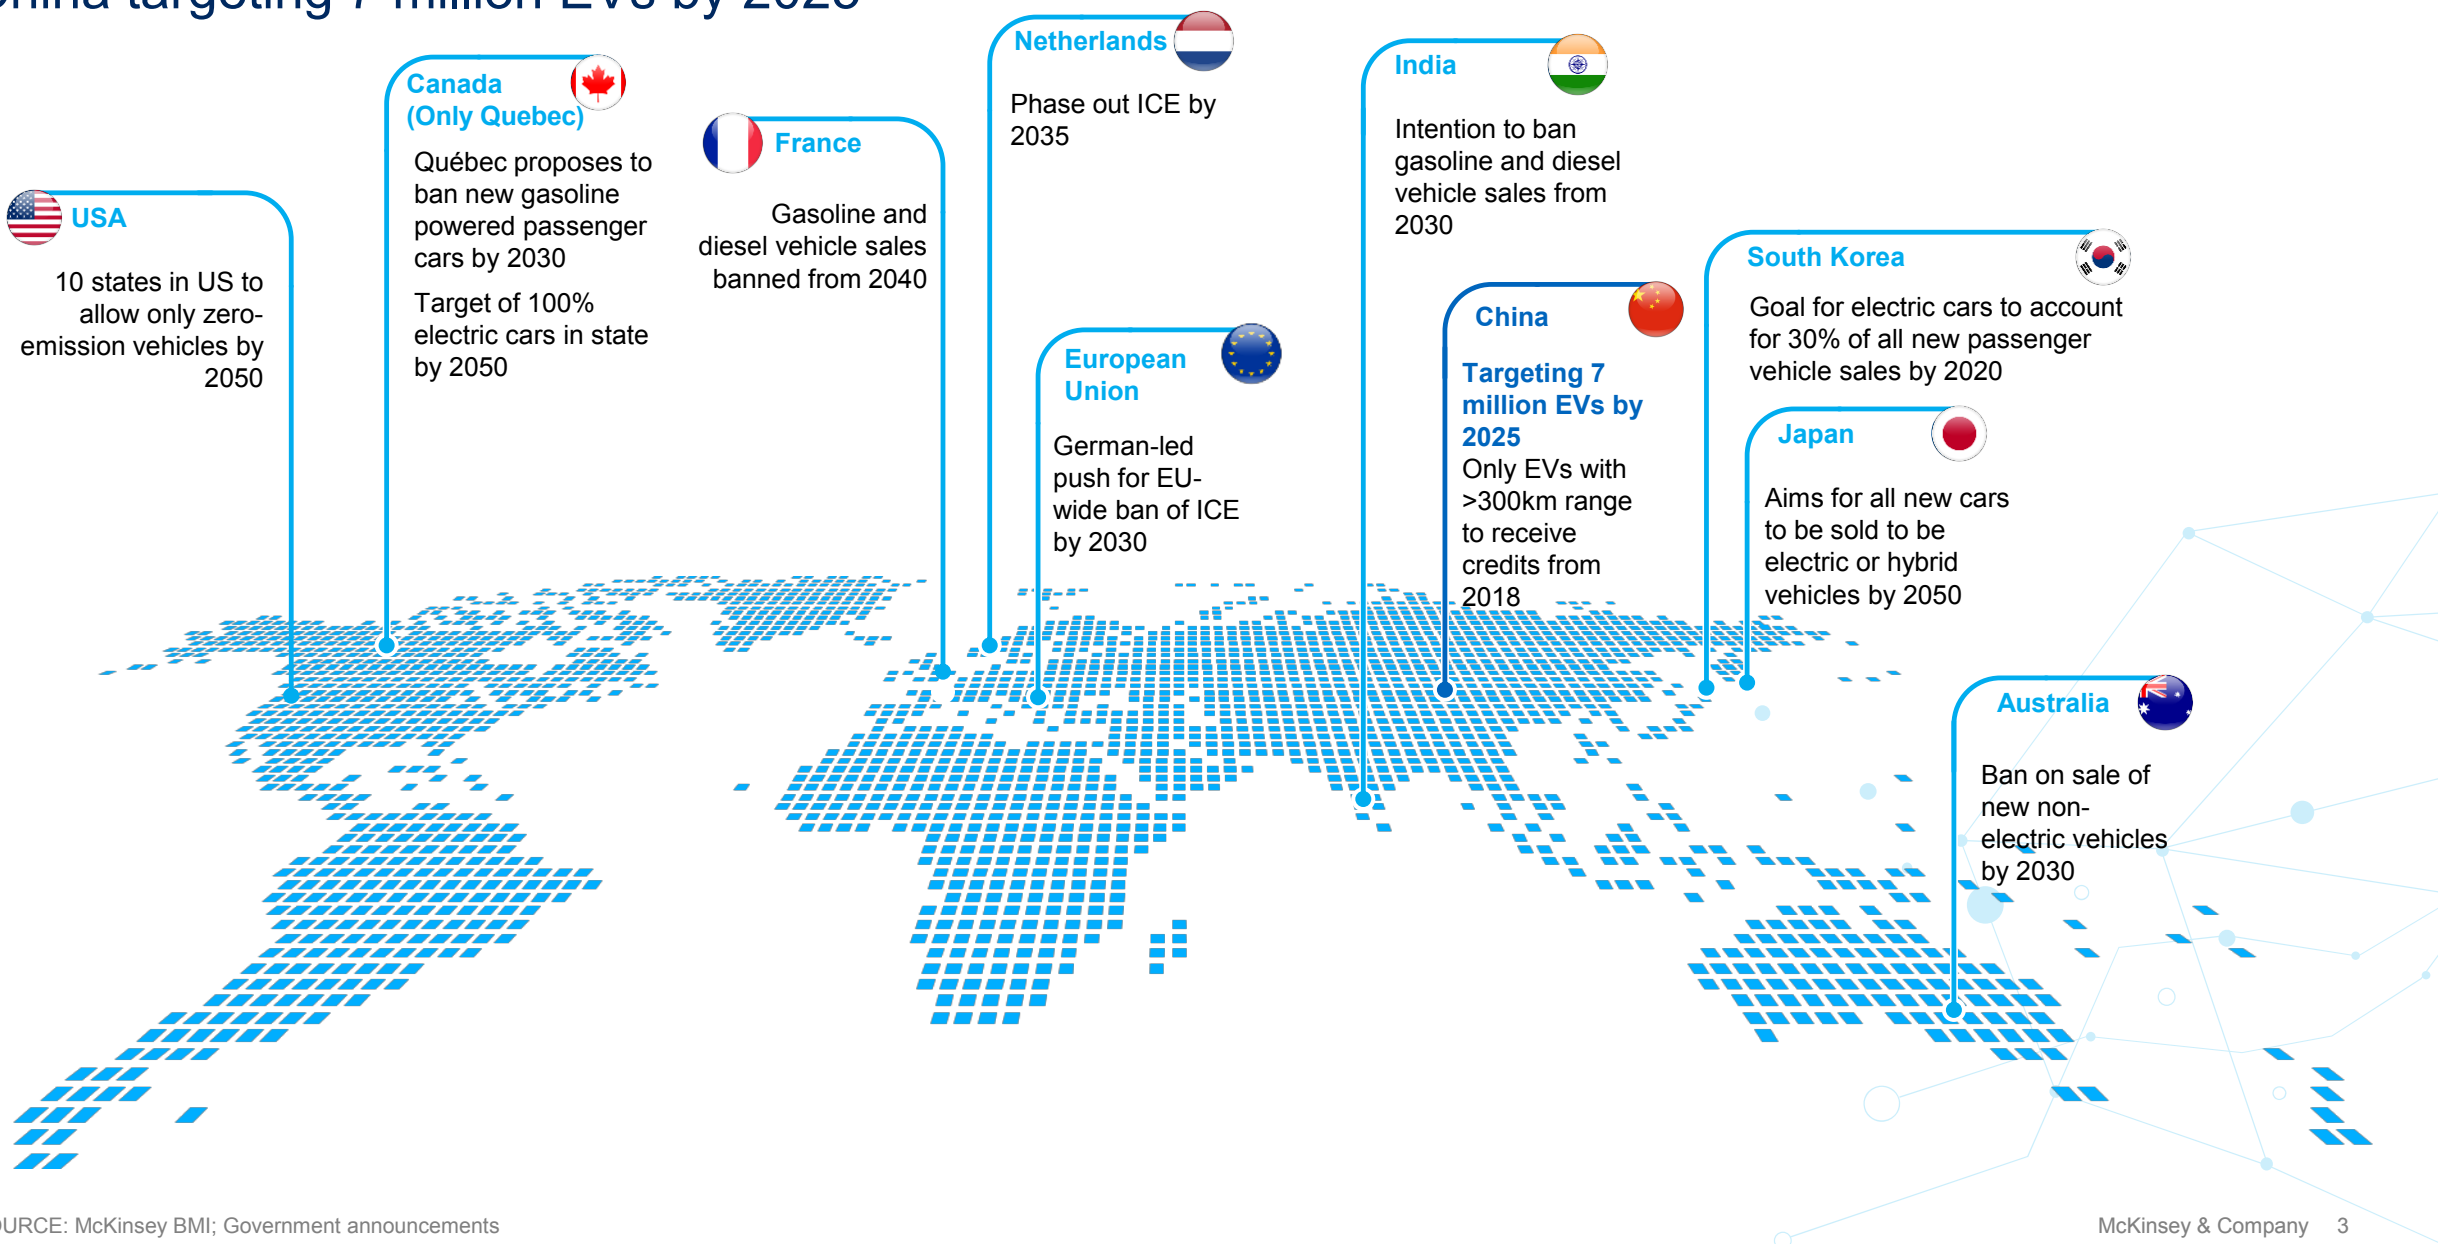 targeting 7 million EVs by 2025
Netherlands
Phase out ICE by
2035
India
Intention to ban
gasoline and diesel
vehicle sales from
2030
Canada
(Only Quebec)
Québec proposes to
ban new gasoline
powered passenger
cars by 2030
Target of 100%
electric cars in state
by 2050
France
Gasoline and
diesel vehicle sales
banned from 2040
USA
10 states in US to
allow only zero-
emission vehicles by
2050
European
Union
German-led
push for EU-
wide ban of ICE
by 2030
China
Targeting 7
million EVs by
2025
Only EVs with
>300km range
to receive
credits from
2018
South Korea
Goal for electric cars to account
for 30% of all new passenger
vehicle sales by 2020
Japan
Aims for all new cars
to be sold to be
electric or hybrid
vehicles by 2050
Australia
Ban on sale of
new non-
electric vehicles
by 2030
McKinsey BMI; Government announcements
McKinsey & Company 3